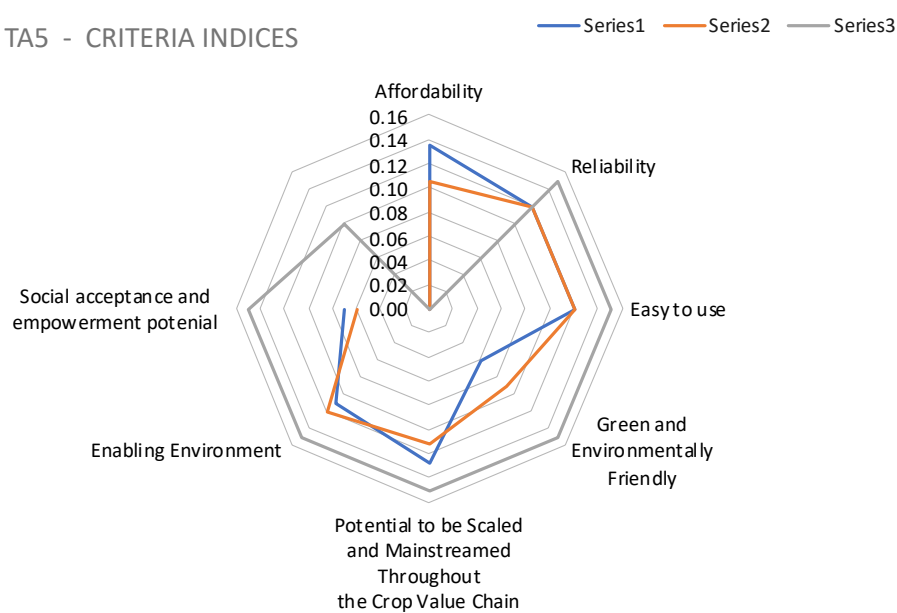 TA5 - CRITERIA INDICES
Series1
Series2
Series3
Affordability
0.16
0.14
0.12
0.10
0.08
0.06
0.04
0.02
0.00
Reliability
Easy to use
Green and
Environmentally
Friendly
Potential to be Scaled
and Mainstreamed
Throughout
the Crop Value Chain
Enabling Environment
Social acceptance and
empowerment potenial